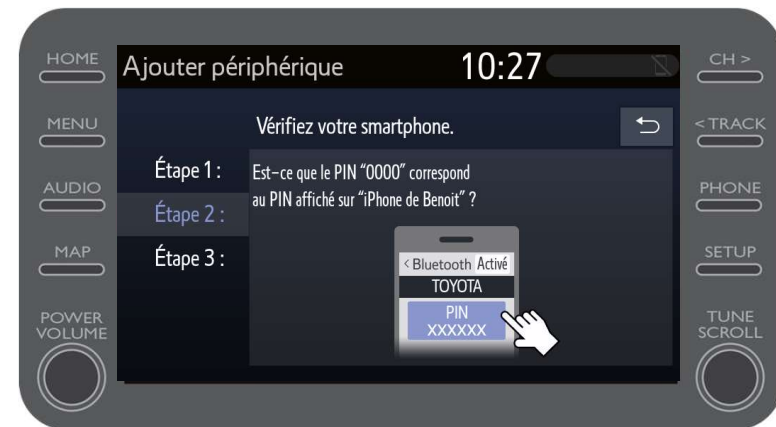 HOME
MENU
AUDIO
MAP
POWER
VOLUME
Ajouter périphérique 10:27
Vérifiez votre smartphone.
Étape 1 :
Étape 2 :
Étape 3 :
Est-ce que le PIN “0000” correspond
au PIN affiché sur “iPhone de Benoit” ?
< Bluetooth Activé
TOYOTA
PIN
XXXXXX
CH >
< TRACK
PHONE
SETUP
TUNE
SCROLL